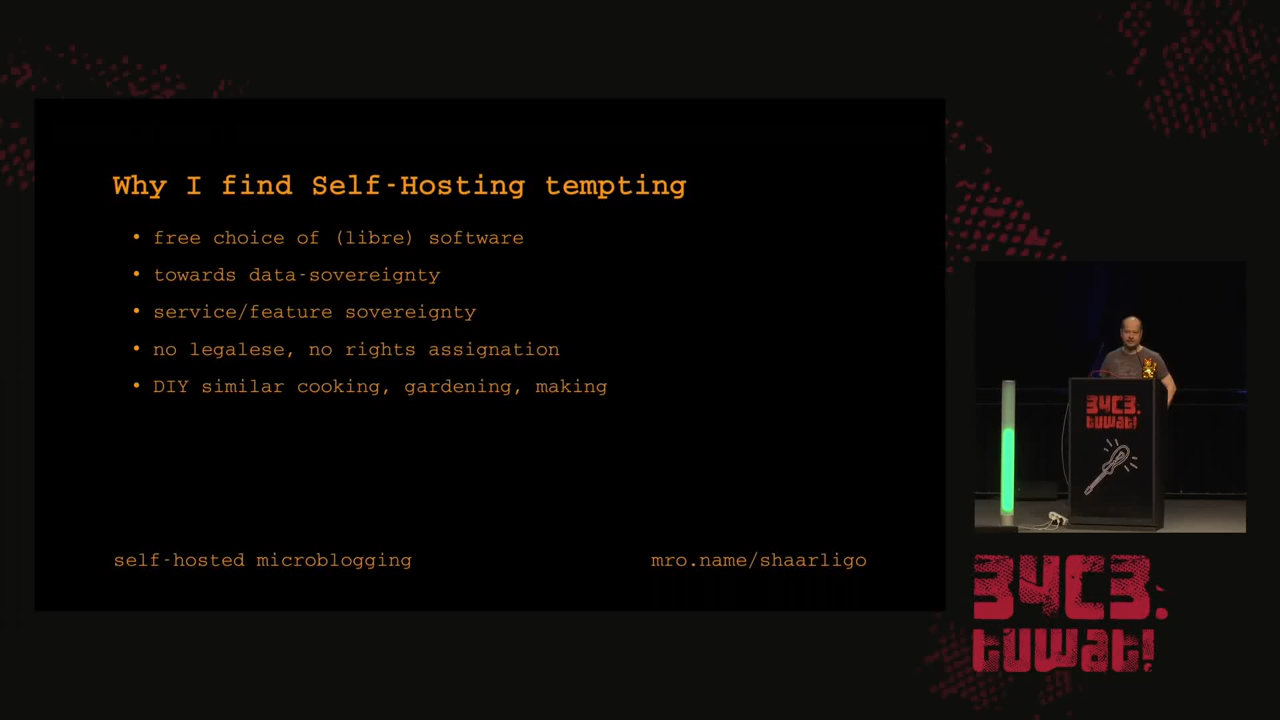 Why I find Self-Hosting tempting
• free choice of (libre) software
• towards data-sovereignty
• service/feature sovereignty
• no legalese, no rights assignation
• DIY similar cooking, gardening, making
self-hosted microblogging
mro.name/shaarligo
34C3.
tuwat!
34C3.
tuwat!